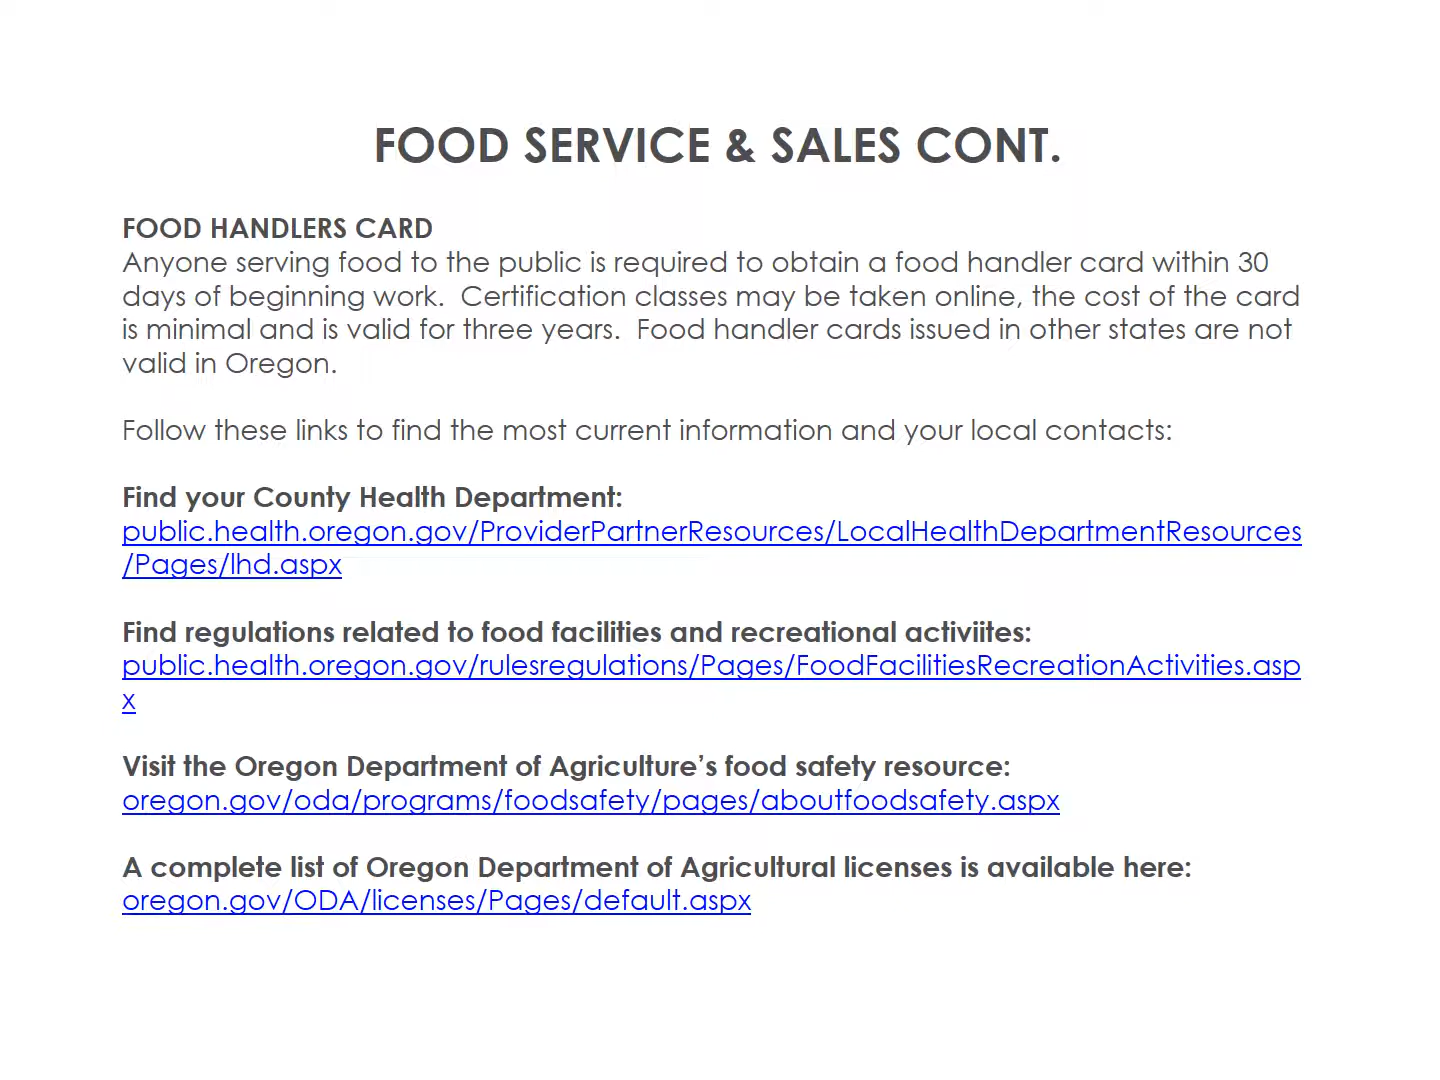 FOOD SERVICE & SALES CONT.
FOOD HANDLERS CARD
Anyone serving food to the public is required to obtain a food handler card within 30
days of beginning work.  Certification classes may be taken online, the cost of the card
is minimal and is valid for three years.  Food handler cards issued in other states are not
valid in Oregon.
Follow these links to find the most current information and your local contacts:
Find your County Health Department:
public.health.oregon.gov/ProviderPartnerResources/LocalHealthDepartmentResources
/Pages/lhd.aspx
Find regulations related to food facilities and recreational activiites:
public.health.oregon.gov/rulesregulations/Pages/FoodFacilitiesRecreationActivities.asp
x
Visit the Oregon Department of Agriculture’s food safety resource:
oregon.gov/oda/programs/foodsafety/pages/aboutfoodsafety.aspx
A complete list of Oregon Department of Agricultural licenses is available here:
oregon.gov/ODA/licenses/Pages/default.aspx